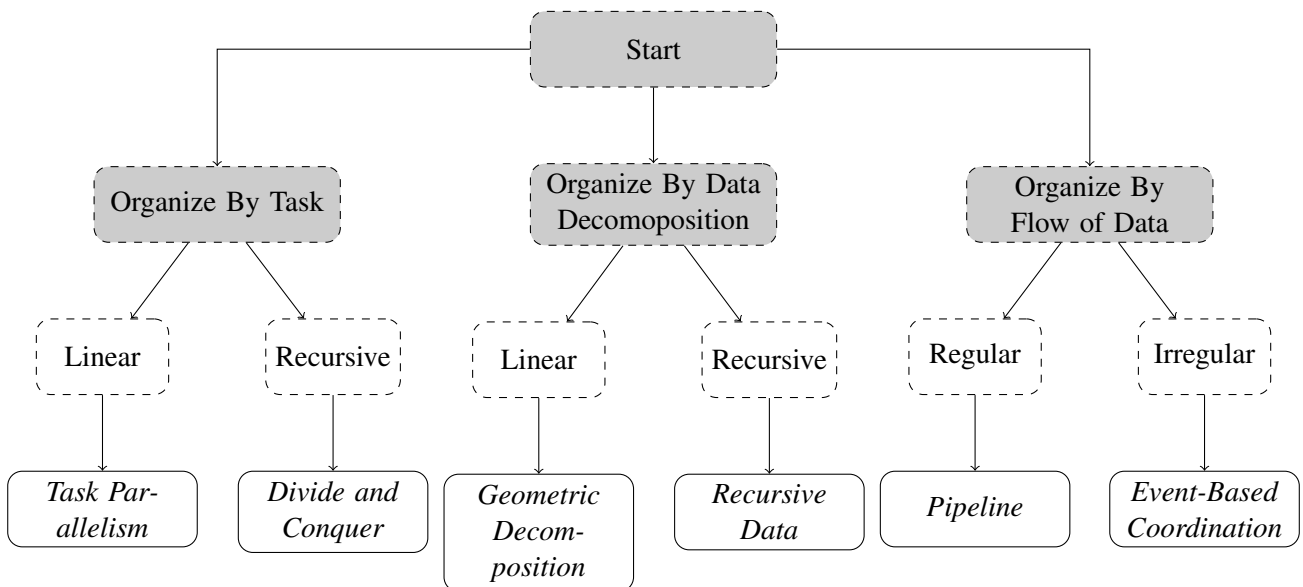 Start
Organize By Task
Organize By Data
Decomoposition
Organize By
Flow of Data
Linear
Recursive
Linear
Recursive
Regular
Irregular
Task Par-
allelism
Divide and
Conquer
Geometric
Decom-
position
Recursive
Data
Pipeline
Event-Based
Coordination